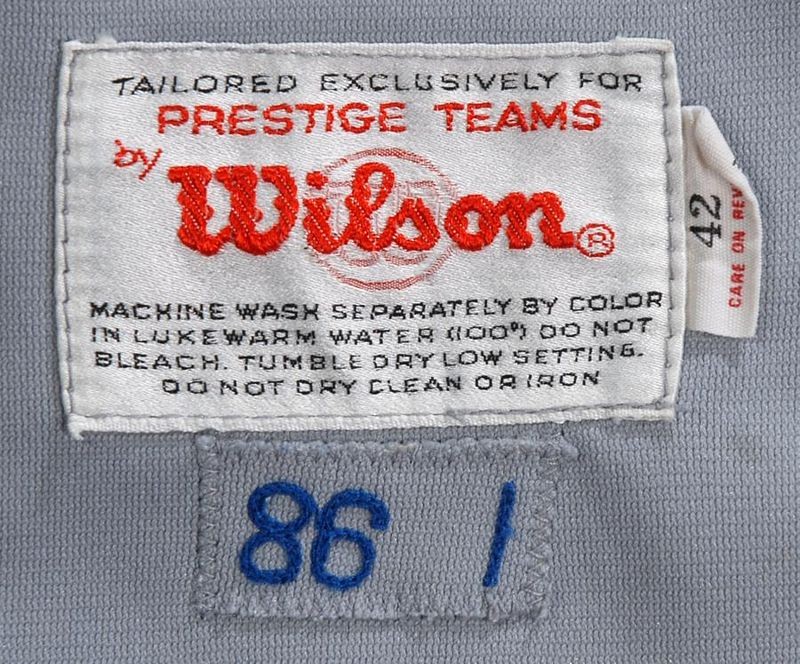 TAILORED EXCLUSIVELY FOR
PRESTIGE TEAMS
by
Wilson®
MACHINE WASH SEPARATELY BY COLOR
IN LUKEWARM WATER (100°) DO NOT
BLEACH. TUMBLE DRY LOW SETTING.
DO NOT DRY CLEAN OR IRON
42
CARE ON REV
86 1